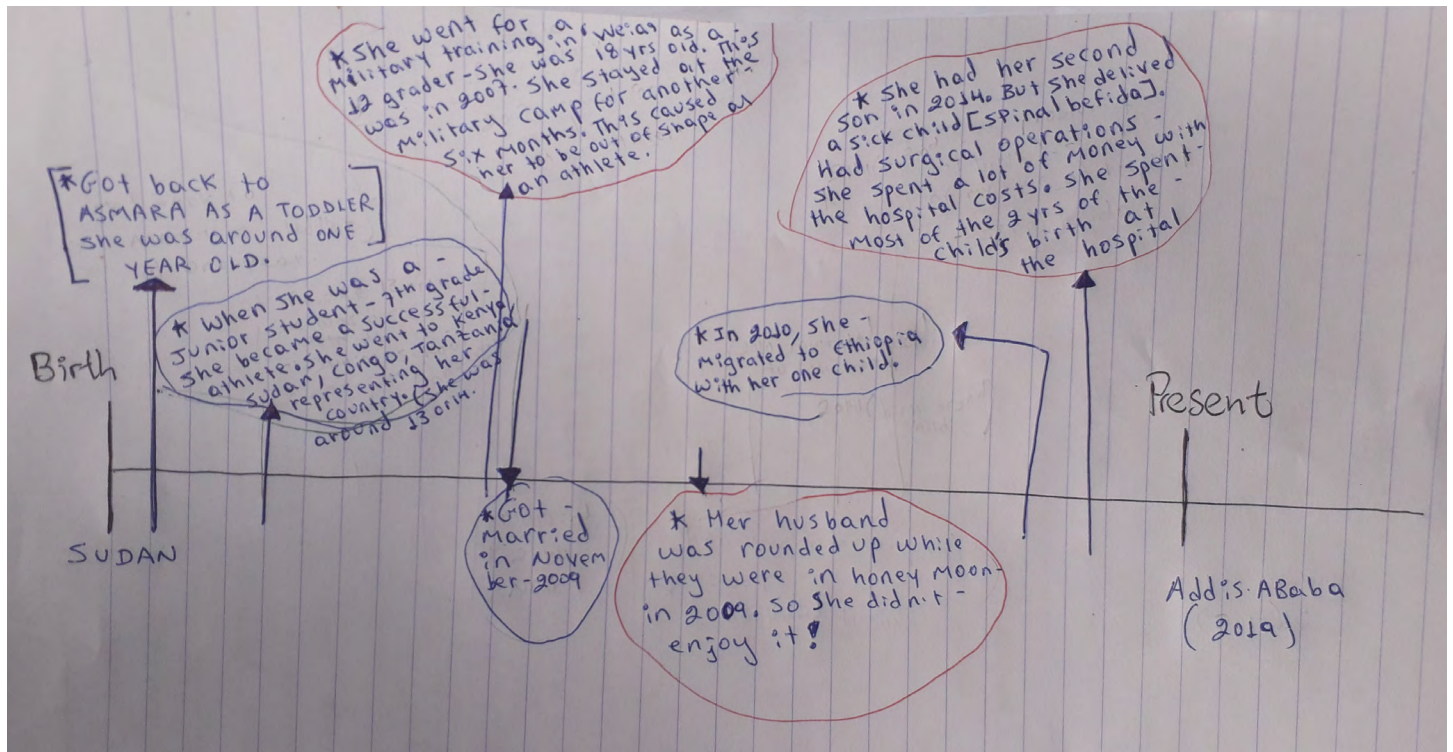 Birth
SUDAN
*Got back to
ASMARA AS A TODDLER
she was around ONE
YEAR OLD.
* When she was a -
Junior student - 7th grade
she became a successful -
athlete. She went to Kenya,
Sudan, Congo, Tanzania
representing her
country. (she was
around 13 or 14.
*She went for a
Military training in weia as a
12 grader - she was 18 yrs old. This
was in 2007. She stayed at the
Military camp for another -
six months. This caused
her to be out of shape as
an athlete.
*Got -
Married
in Novem
ber-2009
* Her husband
was rounded up while
they were in honey Moon-
in 2009. So She didn't -
enjoy it!
*In 2010, she -
Migrated to Ethiopia
with her one child.
* She had her second
son in 2014. But she delived
a sick child [spinal befida].
Had surgical operations -
she spent a lot of Money with
the hospital costs. she spent-
Most of the 2 yrs of the -
child's birth at
the hospital
Present
Addis.ABaba
(2019)